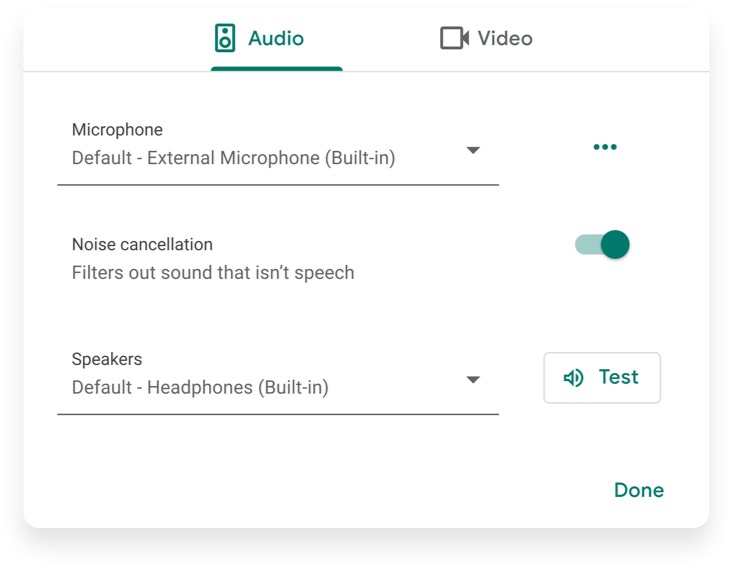 Audio
Video
Microphone
Default - External Microphone (Built-in)
Noise cancellation
Filters out sound that isn’t speech
Speakers
Default - Headphones (Built-in)
Test
Done